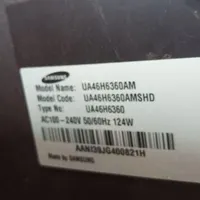 SAMSUNG
Model Name: UA46H6360AM
Model Code: UA46H6360AMSHD
Type No: UA46H6360
AC100-240V 50/60Hz 124W
Made by SAMSUNG